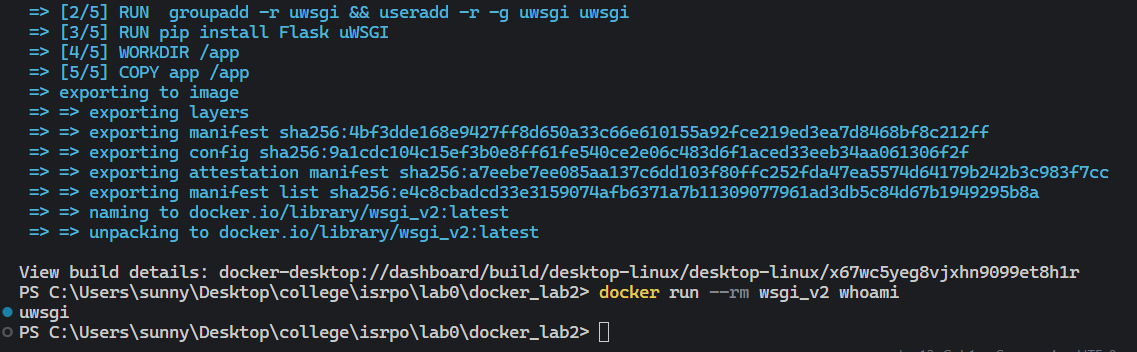 => [2/5] RUN  groupadd -r uwsgi && useradd -r -g uwsgi uwsgi
=> [3/5] RUN pip install Flask uWSGI
=> [4/5] WORKDIR /app
=> [5/5] COPY app /app
=> exporting to image
=> => exporting layers
=> => exporting manifest sha256:4bf3dde168e9427ff8d650a33c66e610155a92fce219ed3ea7d8468bf8c212ff
=> => exporting config sha256:9a1cdc104c15ef3b0e8ff61fe540ce2e06c483d6f1aced33eeb34aa061306f2f
=> => exporting attestation manifest sha256:a7eebe7ee085aa137c6dd103f80ffc252fda47ea5574d64179b242b3c983f7cc
=> => exporting manifest list sha256:e4c8cbadcd33e3159074afb6371a7b11309077961ad3db5c84d67b1949295b8a
=> => naming to docker.io/library/wsgi_v2:latest
=> => unpacking to docker.io/library/wsgi_v2:latest
View build details: docker-desktop://dashboard/build/desktop-linux/desktop-linux/x67wc5yeg8vjxhn9099et8h1r
PS C:\Users\sunny\Desktop\college\isrpo\lab0\docker_lab2> docker run --rm wsgi_v2 whoami
uwsgi
PS C:\Users\sunny\Desktop\college\isrpo\lab0\docker_lab2>